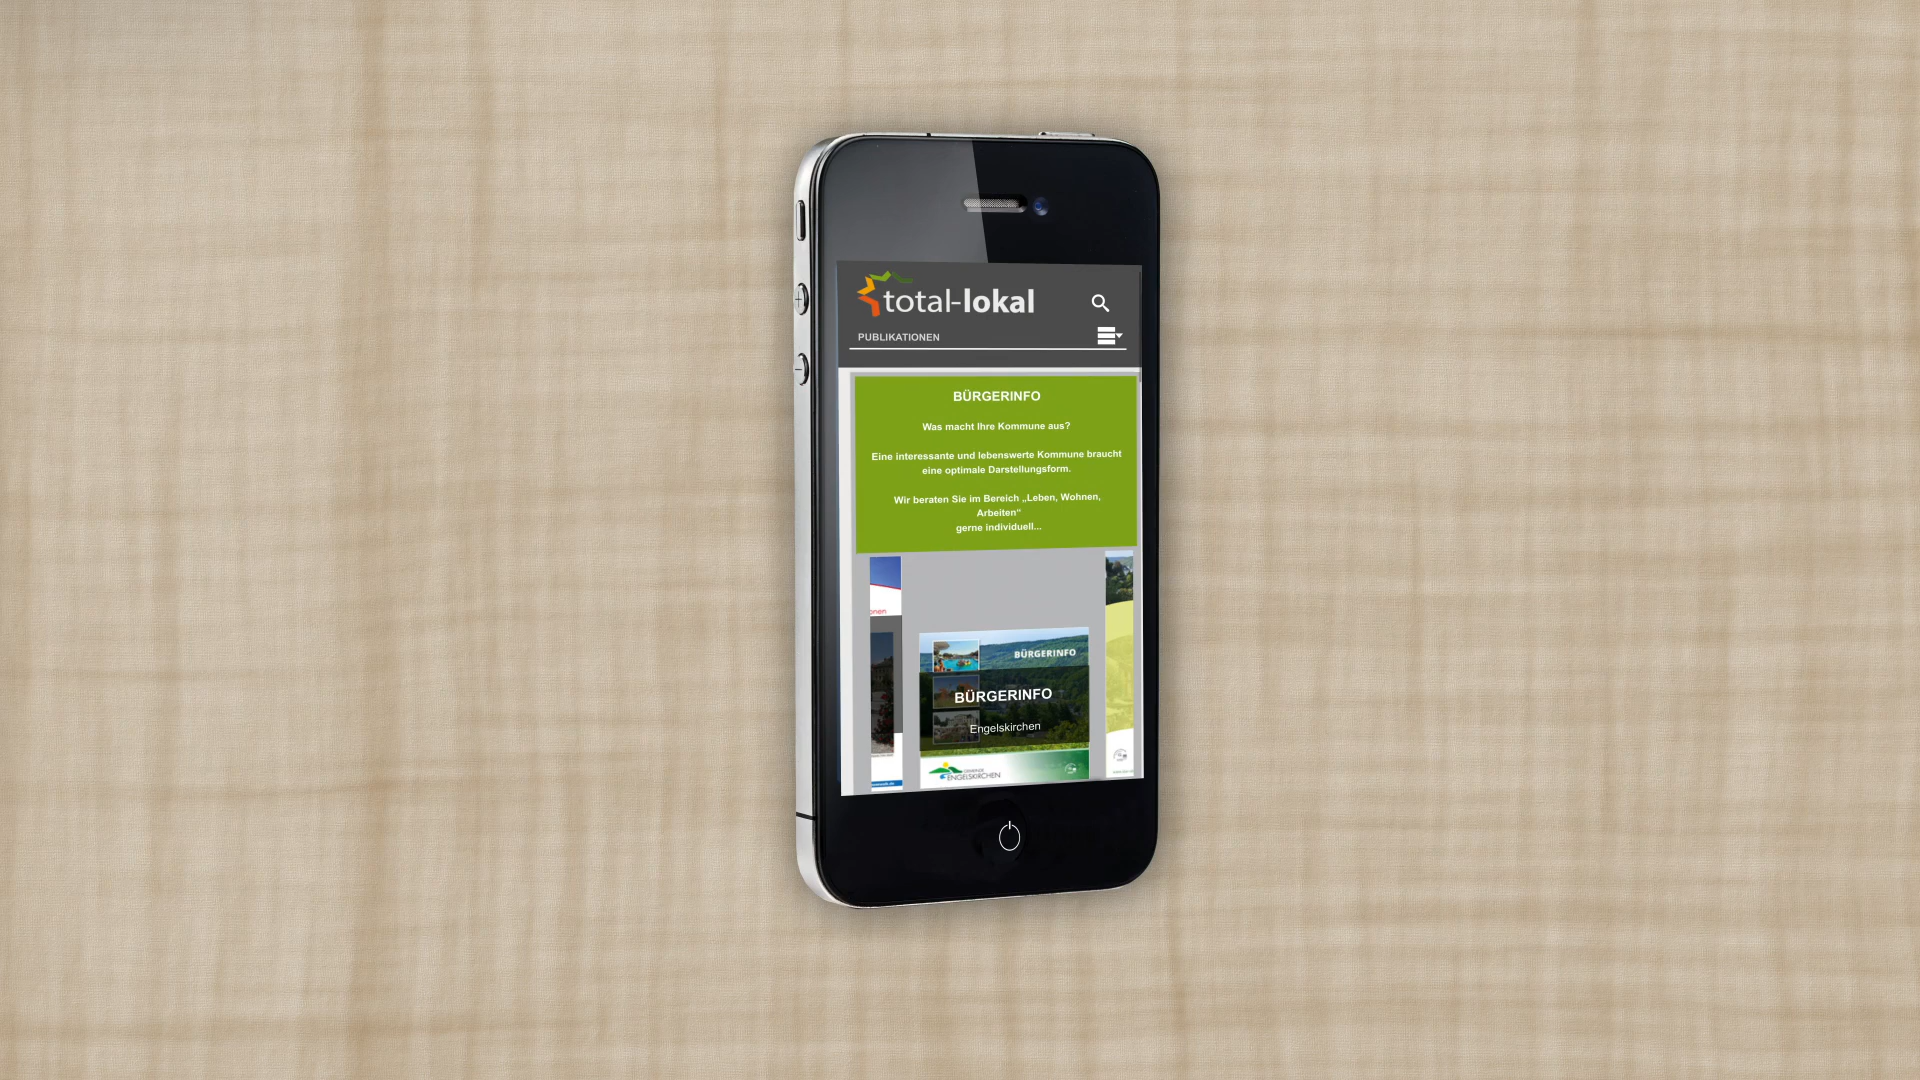 total-lokal
PUBLIKATIONEN
BÜRGERINFO
Was macht Ihre Kommune aus?
Eine interessante und lebenswerte Kommune braucht
eine optimale Darstellungsform.
Wir beraten Sie im Bereich „Leben, Wohnen,
Arbeiten“
gerne individuell...
BÜRGERINFO
BÜRGERINFO
Engelskirchen
GEMEINDE
ENGELSKIRCHEN